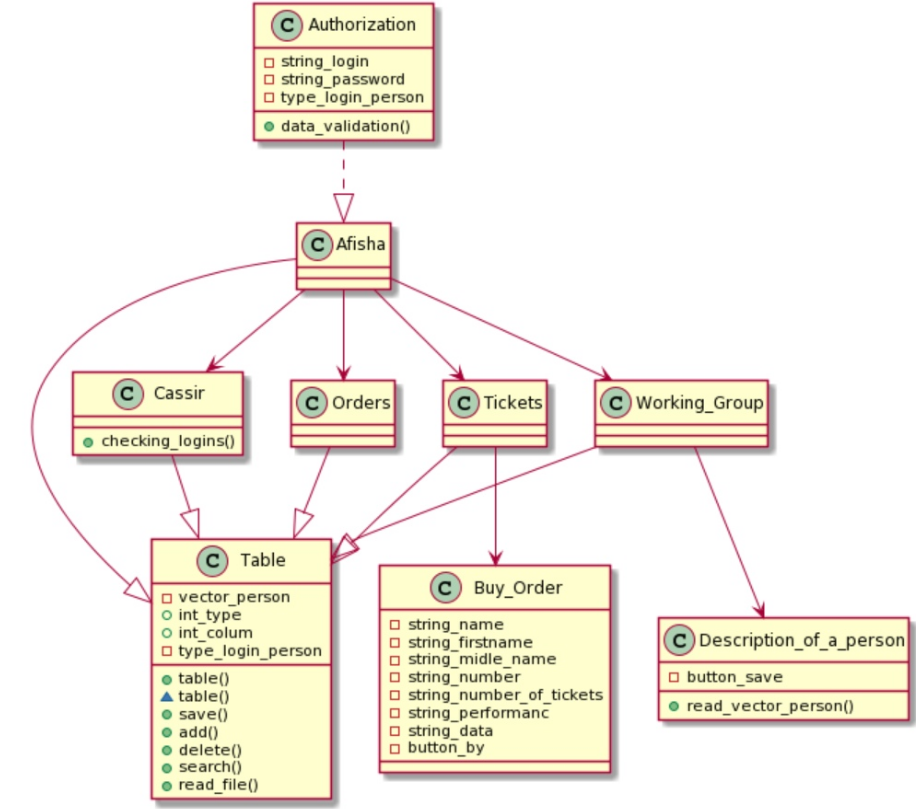 C Authorization
string_login
string_password
type_login_person
data_validation()
C Afisha
C Cassir
checking_logins()
C Orders
C Tickets
C Working_Group
C Table
vector_person
int_type
int_colum
type_login_person
table()
table()
save()
add()
delete()
search()
read_file()
C Buy_Order
string_name
string_firstname
string_midle_name
string_number
string_number_of_tickets
string_performanc
string_data
button_by
C Description_of_a_person
button_save
read_vector_person()